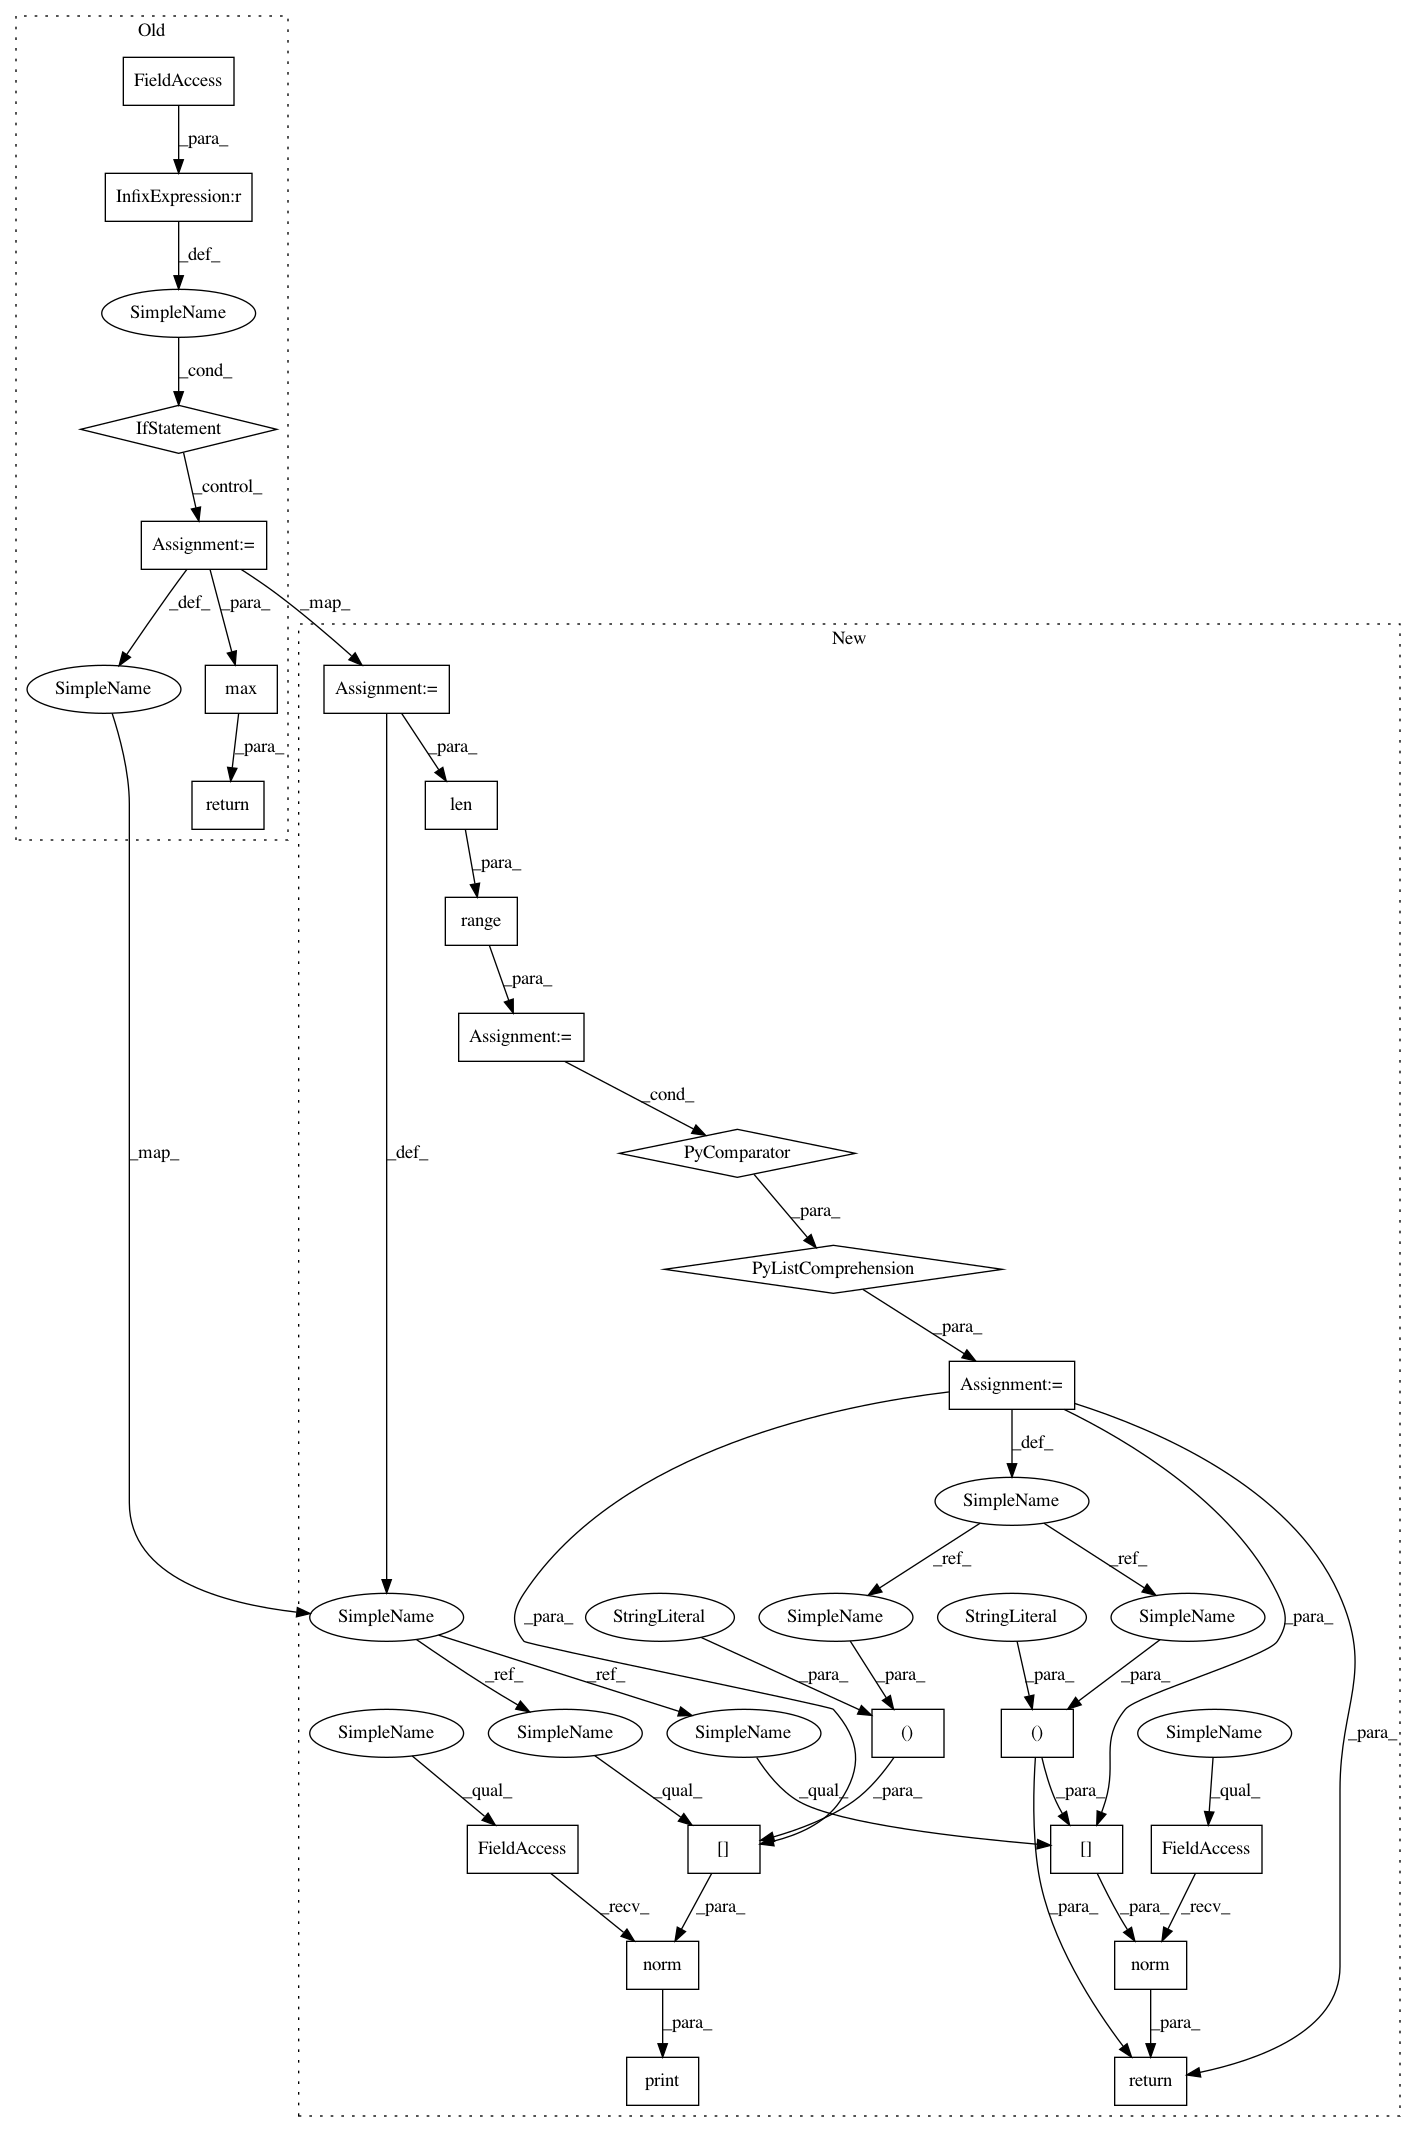 Old
FieldAccess
_para_
InfixExpression:r
_def_
SimpleName
_cond_
IfStatement
_control_
Assignment:=
_def_ _para_ _map_
New
SimpleName max Assignment:=
_para_ _para_
return len
_para_
range
_para_
Assignment:=
_cond_
_map_ _def_ PyComparator
_para_
PyListComprehension
_para_
Assignment:=
_def_
SimpleName
_ref_ _ref_
SimpleName _para_ StringLiteral SimpleName StringLiteral SimpleName _para_
_ref_ _ref_ _para_ _para_ _para_ _para_
SimpleName SimpleName SimpleName () () SimpleName _para_
_qual_ _qual_ _qual_ _para_ _para_ _qual_
FieldAccess [] [] FieldAccess
_recv_ _para_ _para_ _para_ _recv_
norm norm
_para_ _para_
print return